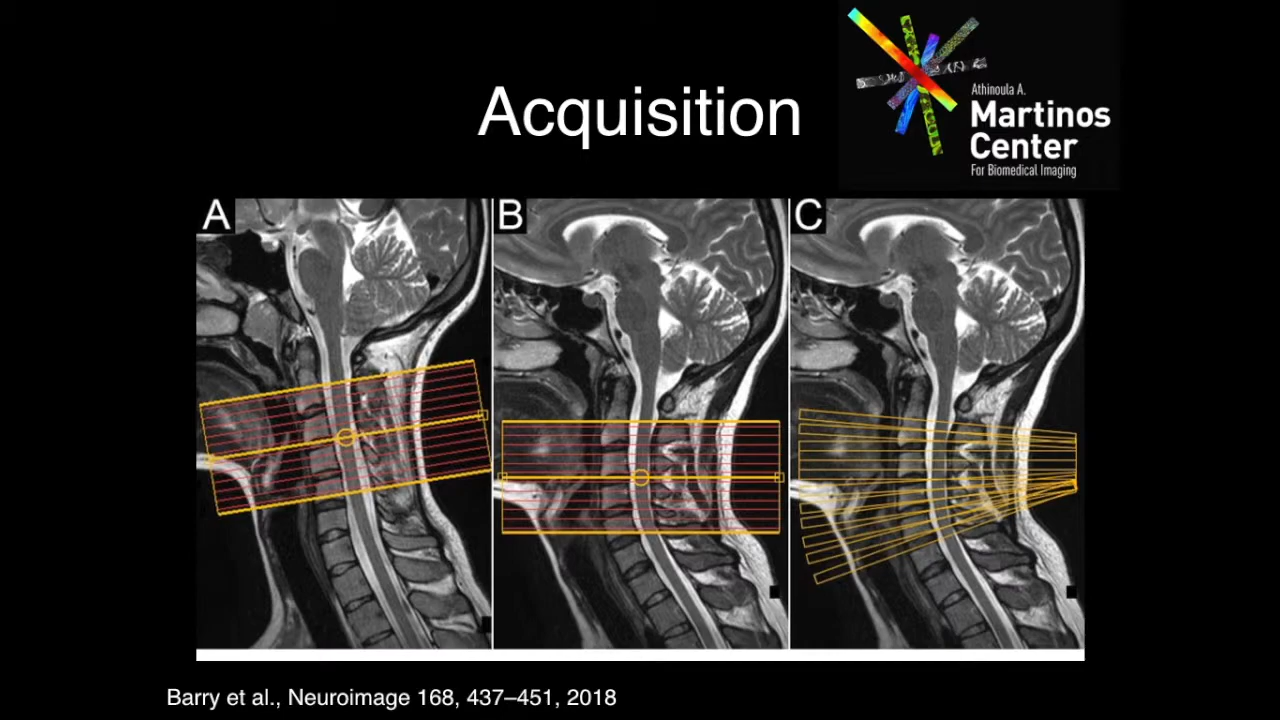 Acquisition
Athinoula A.
Martinos
Center
For Biomedical Imaging
A
B
C
Barry et al., Neuroimage 168, 437–451, 2018